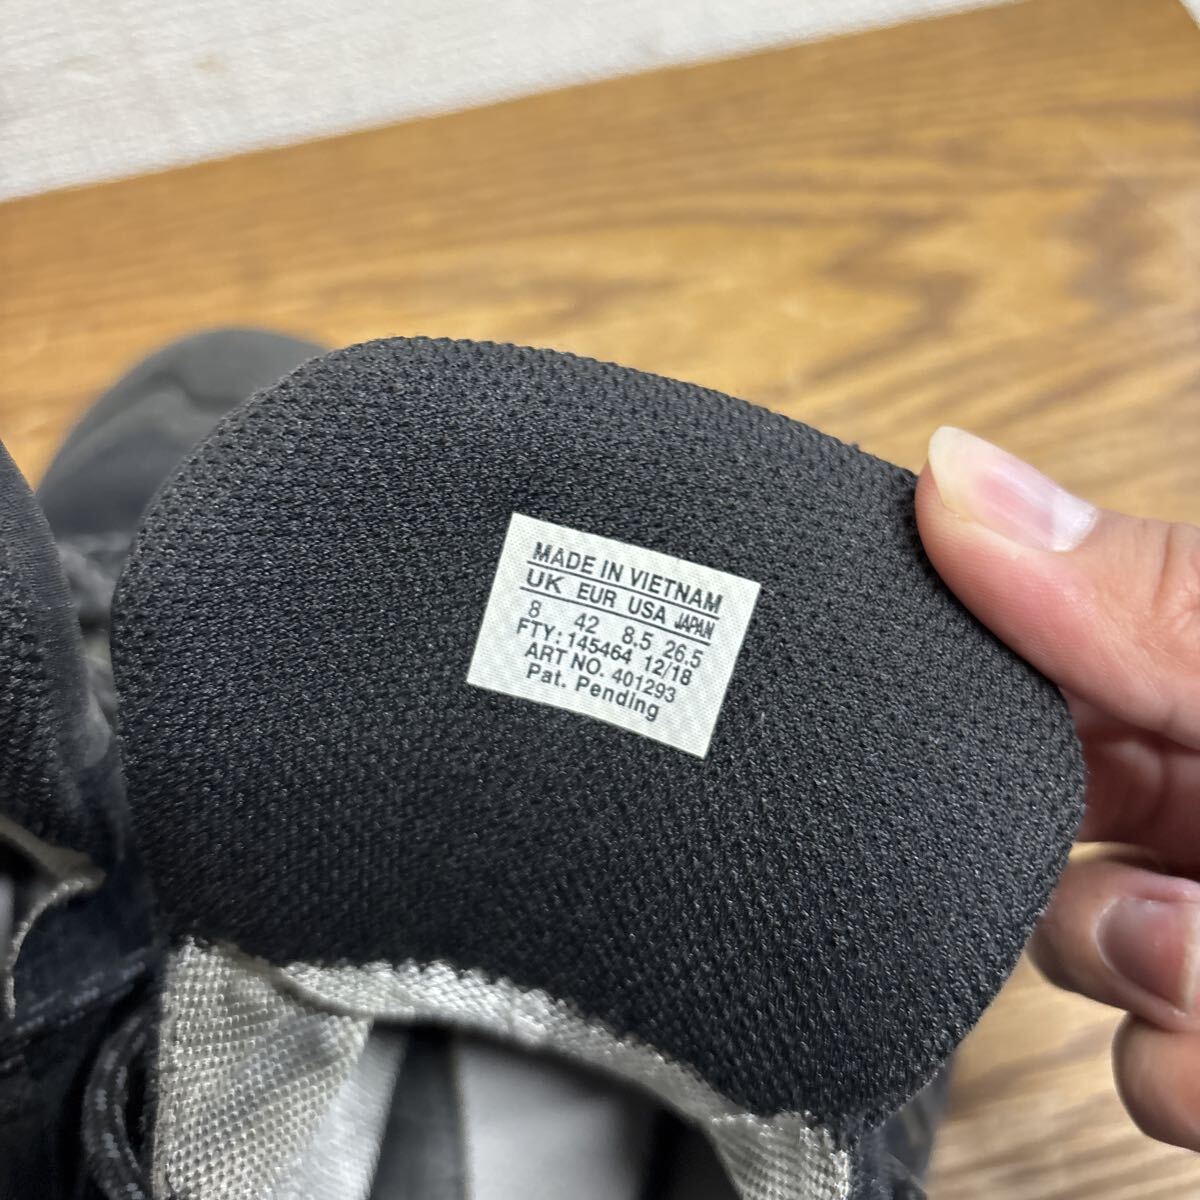 MADE IN VIETNAM
UK EUR USA JAPAN
8 42 8.5 26.5
FTY: 145464 12/18
ART NO. 401293
Pat. Pending